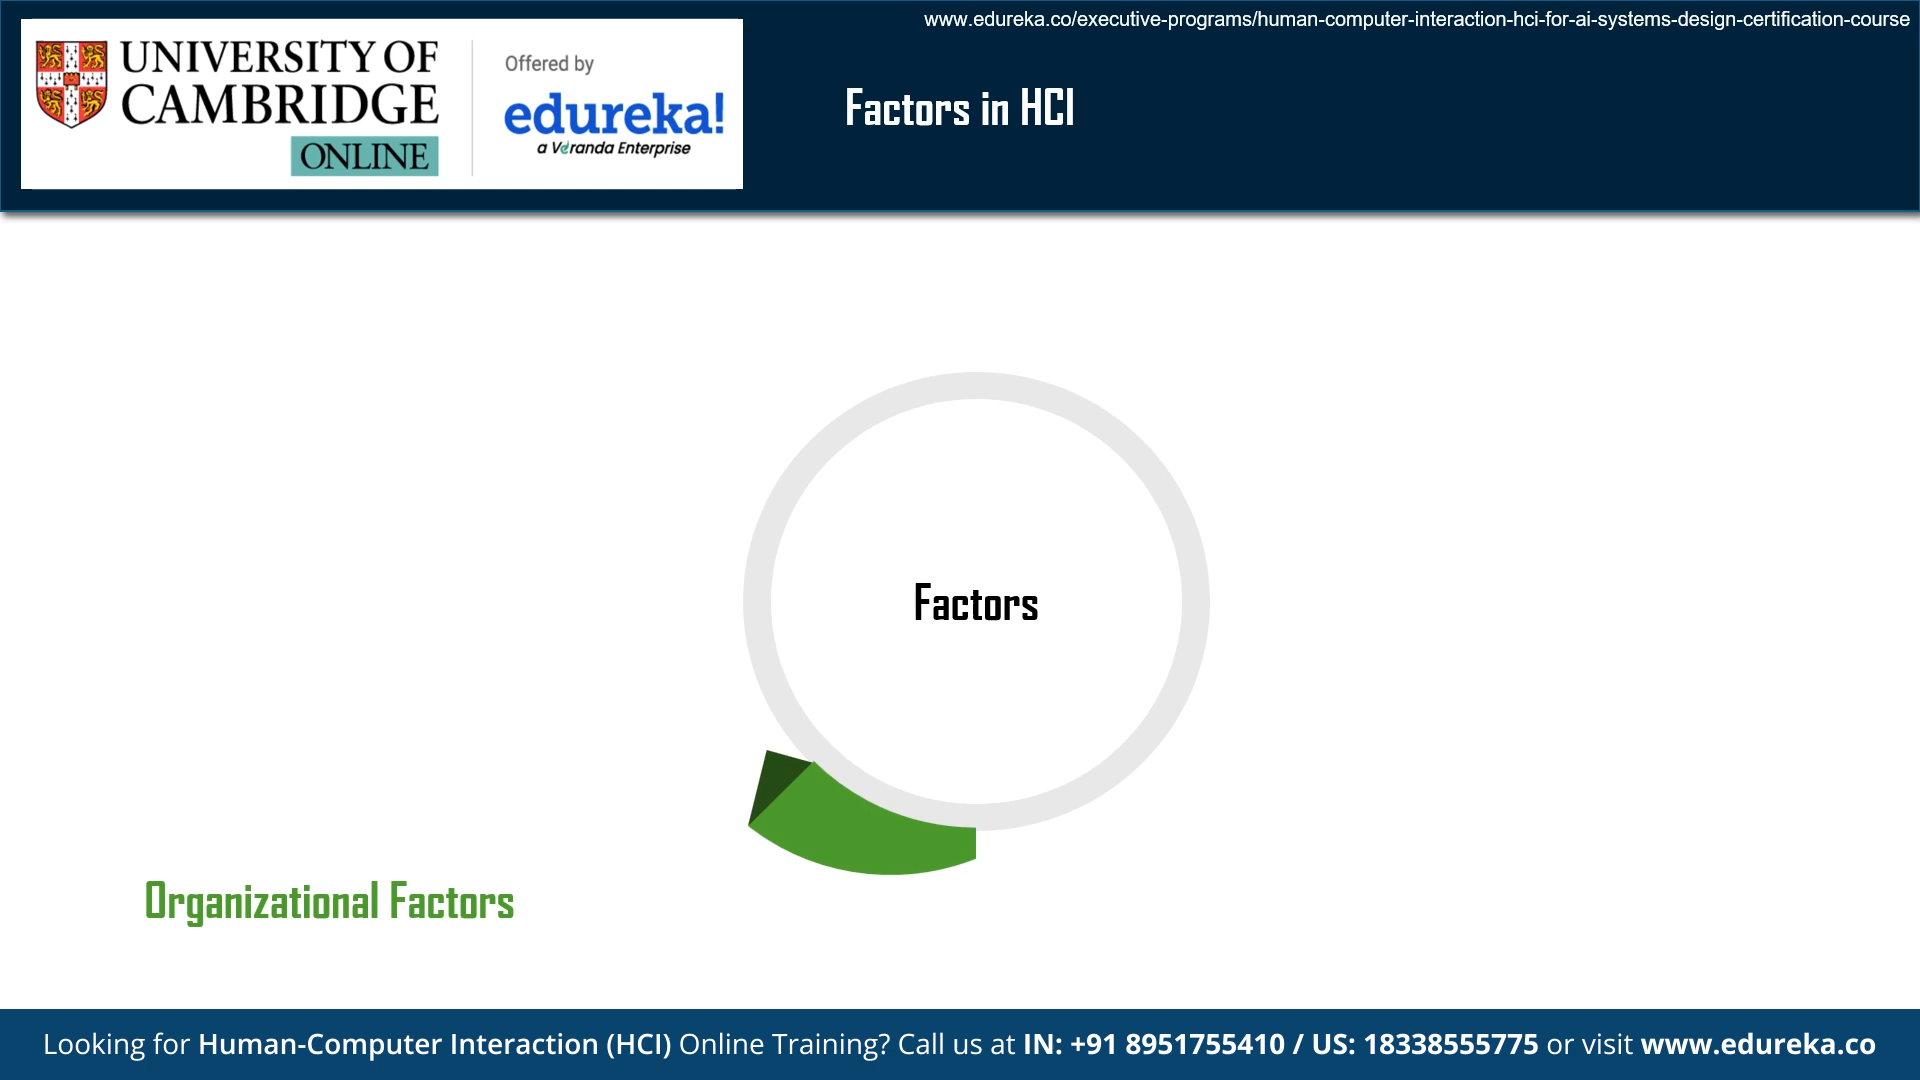 www.edureka.co/executive-programs/human-computer-interaction-hci-for-ai-systems-design-certification-course
UNIVERSITY OF
CAMBRIDGE
ONLINE
Offered by
edureka!
a Veranda Enterprise
Factors in HCI
Factors
Organizational Factors
Looking for Human-Computer Interaction (HCI) Online Training? Call us at IN: +91 8951755410 / US: 18338555775 or visit www.edureka.co